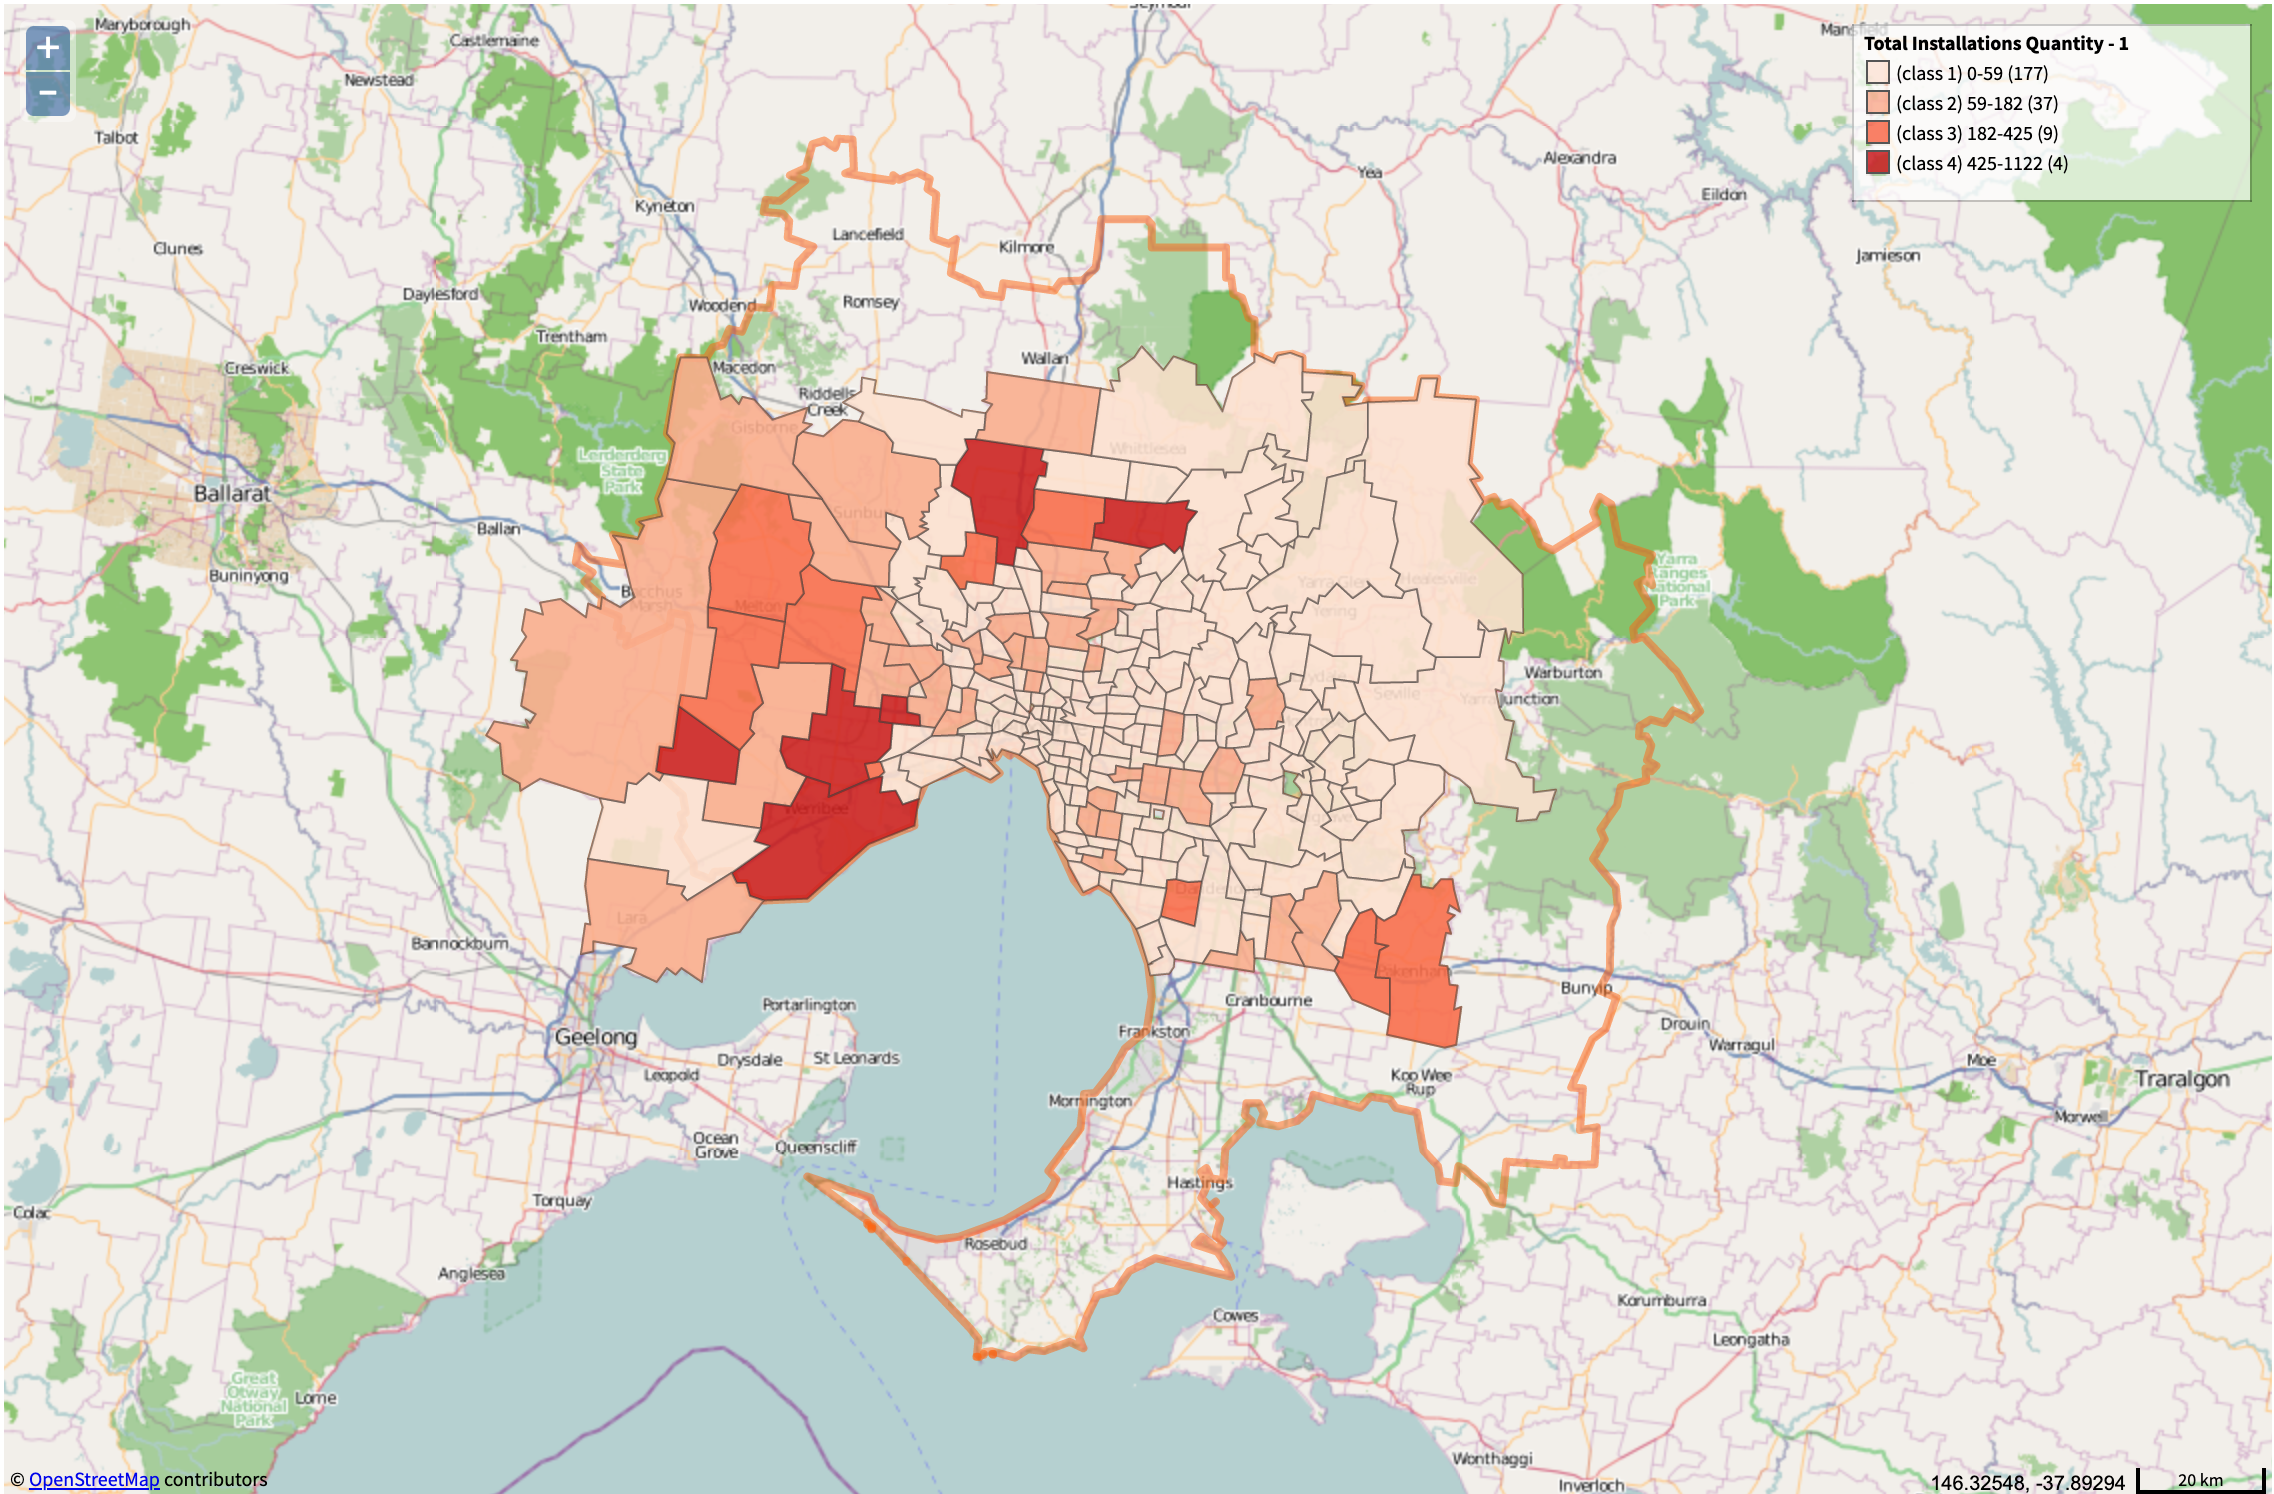 Seymour
Maryborough
Castlemaine
Newstead
Talbot
Kyneton
Lancefield
Kilmore
Yea
Alexandra
Eildon
Mansfield
Clunes
Jamieson
Daylesford
Woodend
Romsey
Trentham
Wallan
Creswick
Macedon
Riddells
Creek
Gisborne
Whittlesea
Lerderderg
State
Park
Ballarat
Ballan
Sunbury
Buninyong
Bacchus
Marsh
Melton
Yarra Glen
Healesville
Yering
Yarra
Ranges
National
Park
Warburton
Seville
Yarra
Junction
Werribee
Dandenong
Lara
Bannockburn
Pakenham
Bunyip
Cranbourne
Portarlington
Geelong
Frankston
Drouin
Warragul
Drysdale
St Leonards
Leopold
Moe
Koo Wee
Rup
Traralgon
Mornington
Morwell
Ocean
Grove
Queenscliff
Hastings
Torquay
Colac
Rosebud
Anglesea
Cowes
Korumburra
Leongatha
Great
Otway
National
Park
Lorne
Wonthaggi
Inverloch
+
−
Total Installations Quantity - 1
(class 1) 0-59 (177)
(class 2) 59-182 (37)
(class 3) 182-425 (9)
(class 4) 425-1122 (4)
© OpenStreetMap contributors
146.32548, -37.89294
20 km